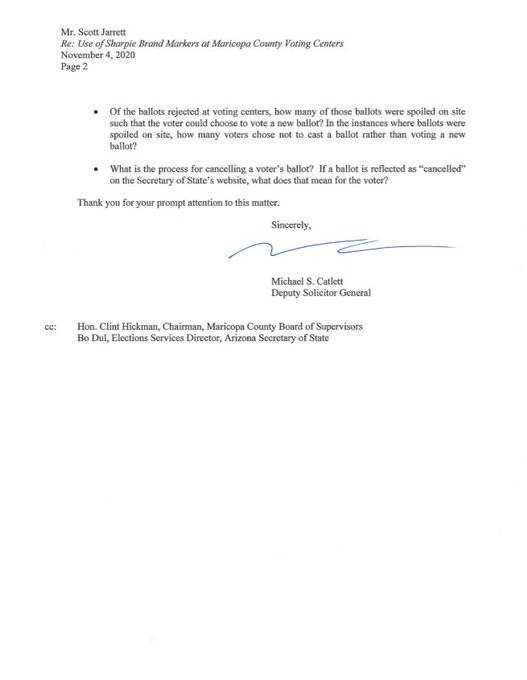 Mr. Scott Jarrett
Re: Use of Sharpie Brand Markers at Maricopa County Voting Centers
November 4, 2020
Page 2
• Of the ballots rejected at voting centers, how many of those ballots were spoiled on site
such that the voter could choose to vote a new ballot? In the instances where ballots were
spoiled on site, how many voters chose not to cast a ballot rather than voting a new
ballot?
• What is the process for cancelling a voter's ballot? If a ballot is reflected as “cancelled”
on the Secretary of State's website, what does that mean for the voter?
Thank you for your prompt attention to this matter.
Sincerely,
Michael S. Catlett
Deputy Solicitor General
cc: Hon. Clint Hickman, Chairman, Maricopa County Board of Supervisors
Bo Dul, Elections Services Director, Arizona Secretary of State